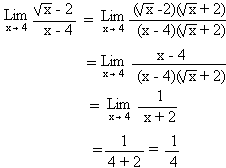 Lim x→4 (√x - 2)/(x - 4) = Lim x→4 ((√x - 2)(√x + 2))/((x - 4)(√x + 2))
= Lim x→4 (x - 4)/((x - 4)(√x + 2))
= Lim x→4 1/(x + 2)
= 1/(4 + 2) = 1/4